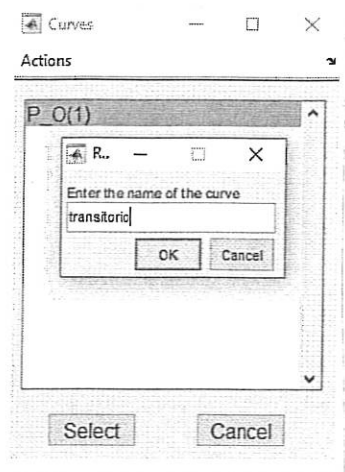 Curves
Actions
P_O(1)
R...
Enter the name of the curve
transitoric
OK Cancel
Select Cancel